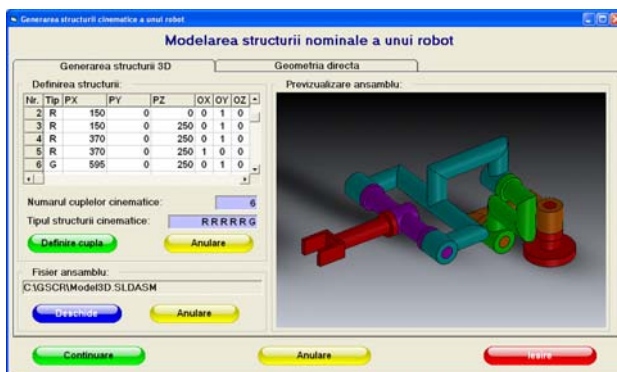 Generarea structurii cinematice a unui robot
Modelarea structurii nominale a unui robot
Generarea structurii 3D
Geometria directa
Definirea structurii:
Nr. Tip PX PY PZ OX OY OZ
2 R 150 0 0 0 1 0
3 R 150 0 250 0 1 0
4 R 370 0 250 0 1 0
5 R 370 0 250 1 0 0
6 G 595 0 250 0 1 0
Numarul cuplelor cinematice: 6
Tipul structurii cinematice: R R R R R G
Definire cupla
Anulare
Fisier ansamblu:
C:\GSCR\Model3D.SLDASM
Deschide
Anulare
Previzualizare ansamblu:
Continuare
Anulare
Iesire